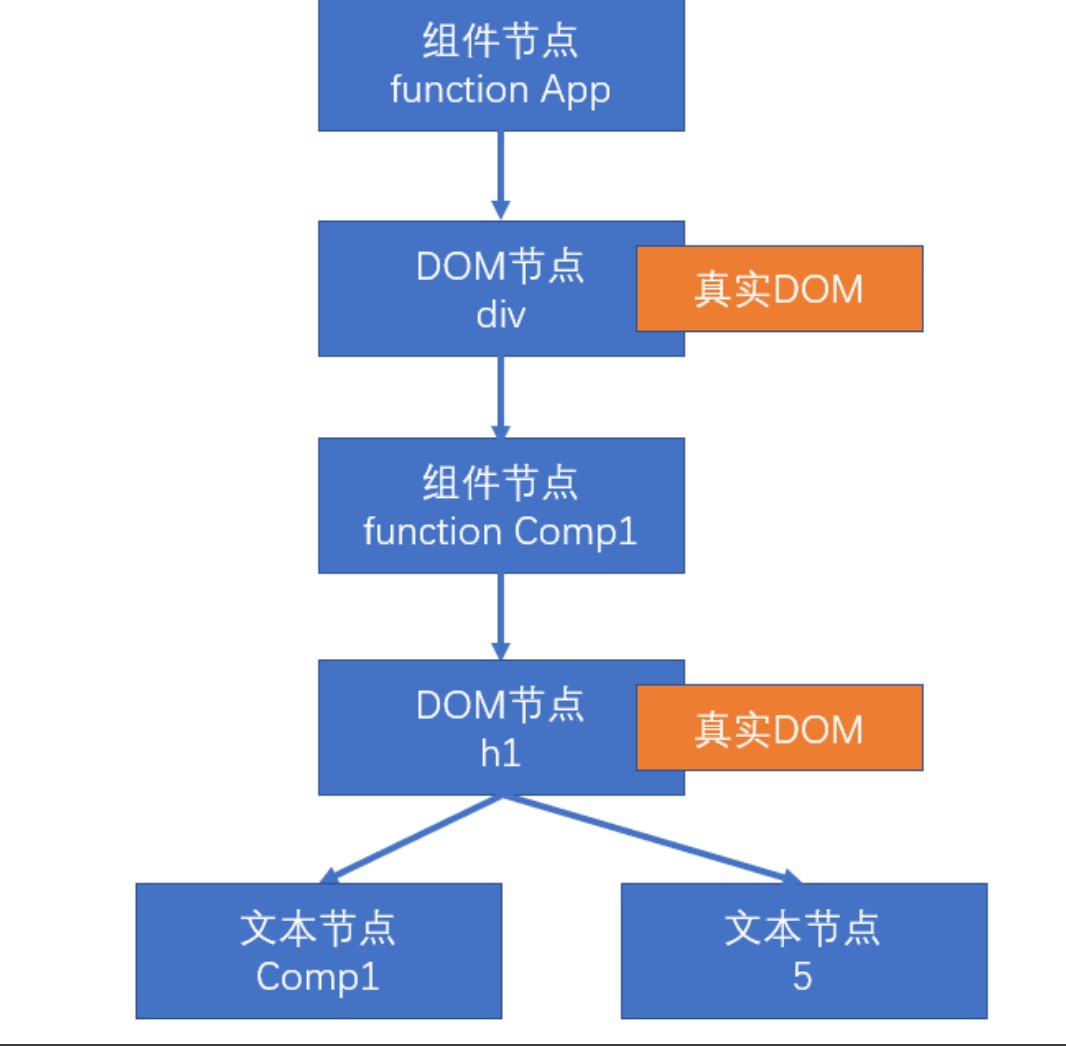 组件节点
function App
DOM节点
div
真实DOM
组件节点
function Comp1
DOM节点
h1
真实DOM
文本节点
Comp1
文本节点
5